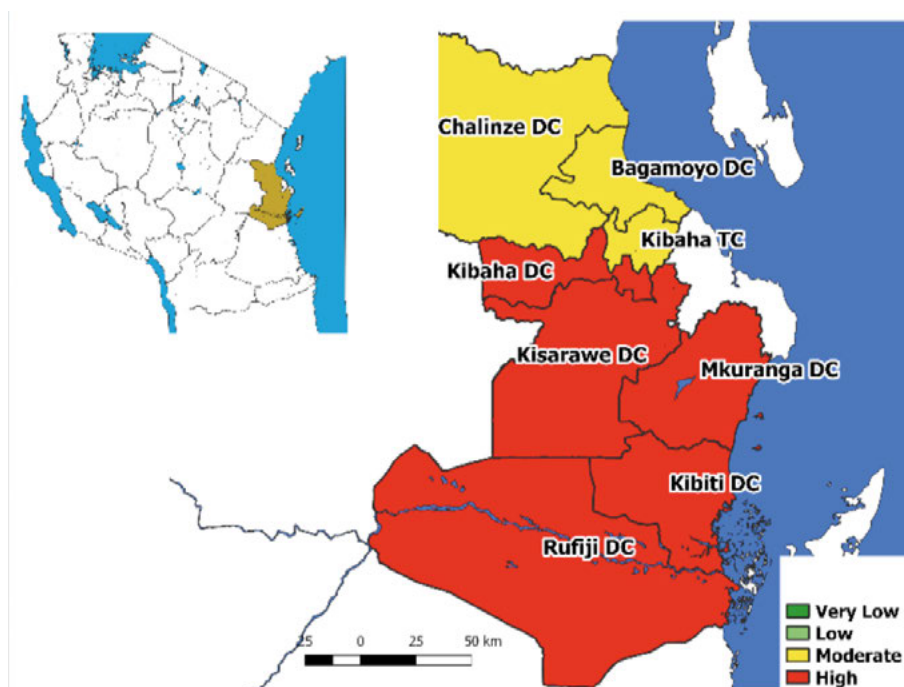 Chalinze DC
Bagamoyo DC
Kibaha TC
Kibaha DC
Kisarawe DC
Mkuranga DC
Kibiti DC
Rufiji DC
25 0 25 50 km
Very Low
Low
Moderate
High